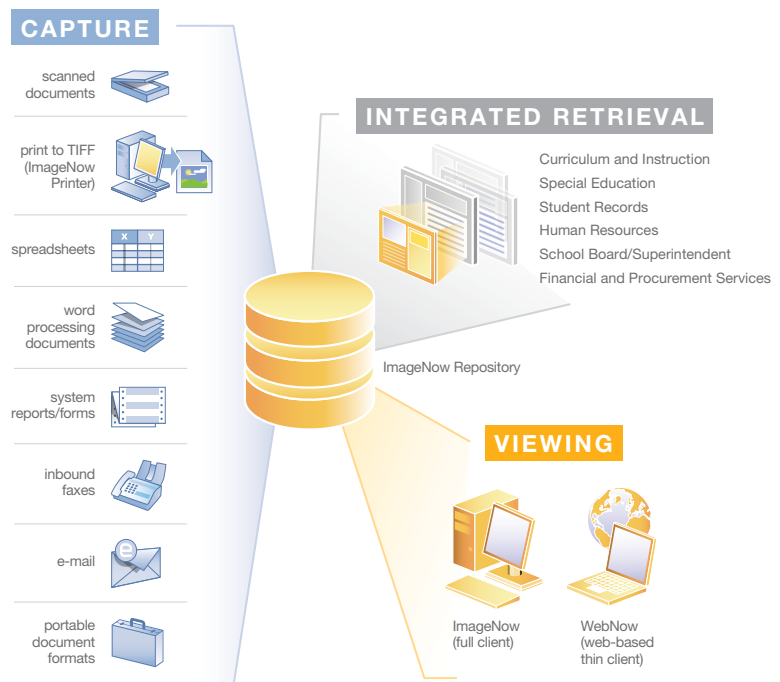 CAPTURE
scanned
documents
print to TIFF
(ImageNow
Printer)
spreadsheets
X Y
word
processing
documents
system
reports/forms
inbound
faxes
e-mail
e
portable
document
formats
INTEGRATED RETRIEVAL
Curriculum and Instruction
Special Education
Student Records
Human Resources
School Board/Superintendent
Financial and Procurement Services
ImageNow Repository
VIEWING
ImageNow
(full client)
WebNow
(web-based
thin client)